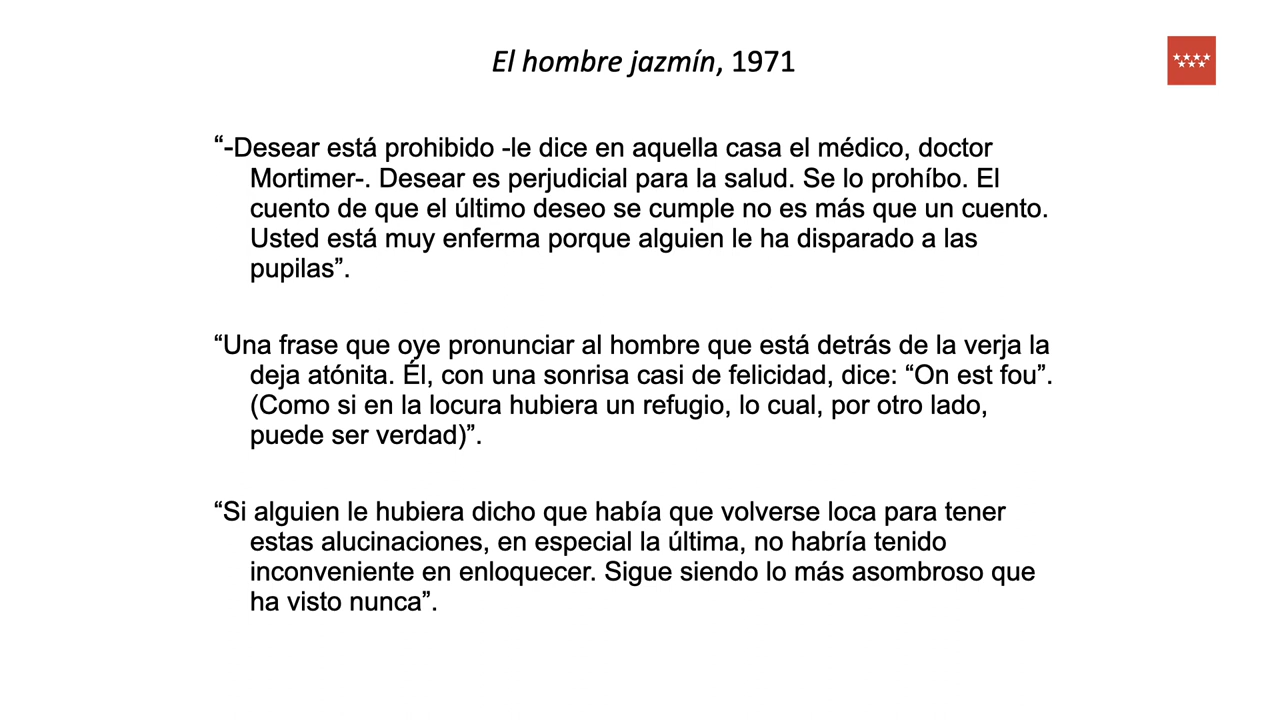 El hombre jazmín, 1971
“-Desear está prohibido -le dice en aquella casa el médico, doctor
Mortimer-. Desear es perjudicial para la salud. Se lo prohíbo. El
cuento de que el último deseo se cumple no es más que un cuento.
Usted está muy enferma porque alguien le ha disparado a las
pupilas”.
“Una frase que oye pronunciar al hombre que está detrás de la verja la
deja atónita. Él, con una sonrisa casi de felicidad, dice: “On est fou”.
(Como si en la locura hubiera un refugio, lo cual, por otro lado,
puede ser verdad)”.
“Si alguien le hubiera dicho que había que volverse loca para tener
estas alucinaciones, en especial la última, no habría tenido
inconveniente en enloquecer. Sigue siendo lo más asombroso que
ha visto nunca”.